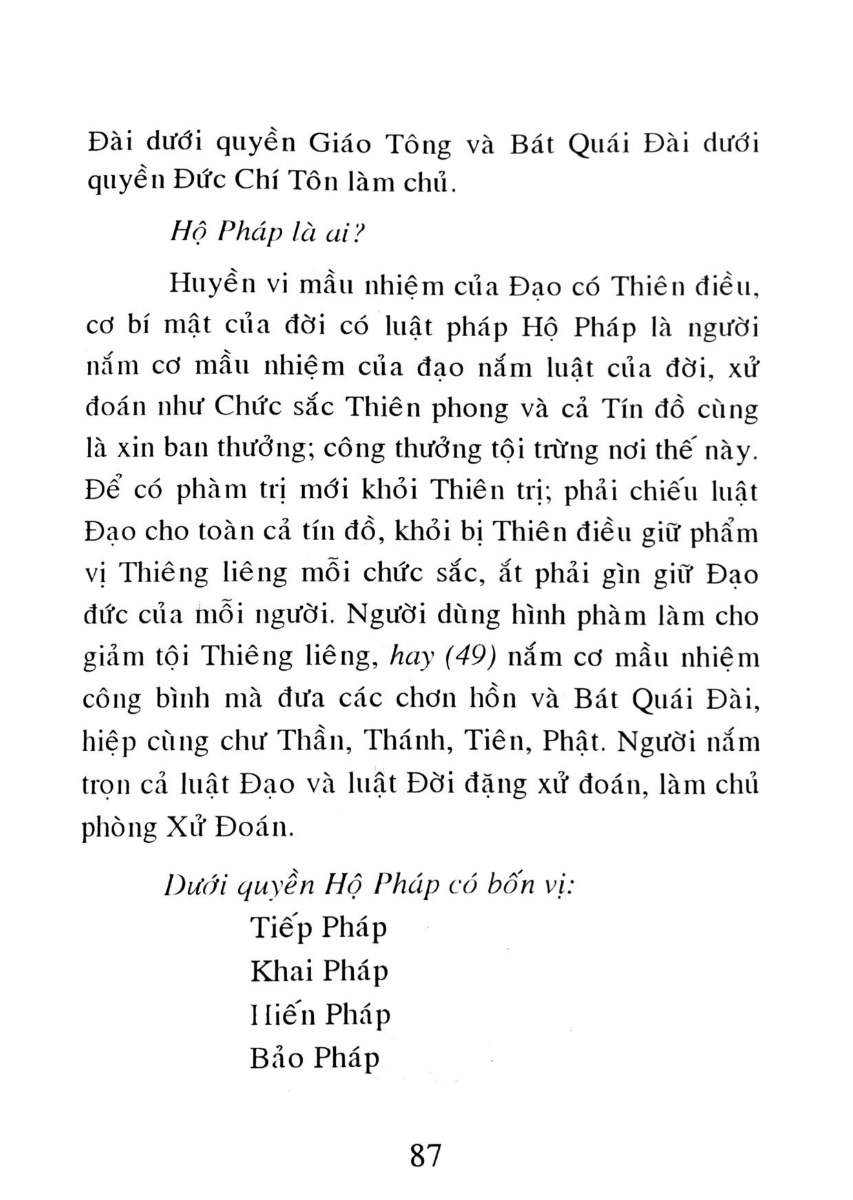 Đài dưới quyền Giáo Tông và Bát Quái Đài dưới
quyền Đức Chí Tôn làm chủ.
Hộ Pháp là ai?
Huyền vi mầu nhiệm của Đạo có Thiên điều,
cơ bí mật của đời có luật pháp Hộ Pháp là người
nắm cơ mầu nhiệm của đạo nắm luật của đời, xử
đoán như Chức sắc Thiên phong và cả Tín đồ cùng
là xin ban thưởng; công thưởng tội trừng nơi thế này.
Để có phàm trị mới khỏi Thiên trị; phải chiếu luật
Đạo cho toàn cả tín đồ, khỏi bị Thiên điều giữ phẩm
vị Thiêng liêng mỗi chức sắc, ắt phải gìn giữ Đạo
đức của mỗi người. Người dùng hình phàm làm cho
giảm tội Thiêng liêng, hay (49) nắm cơ mầu nhiệm
công bình mà đưa các chơn hồn và Bát Quái Đài,
hiệp cùng chư Thần, Thánh, Tiên, Phật. Người nắm
trọn cả luật Đạo và luật Đời đặng xử đoán, làm chủ
phòng Xử Đoán.
Dưới quyền Hộ Pháp có bốn vị:
Tiếp Pháp
Khai Pháp
Hiến Pháp
Bảo Pháp
87